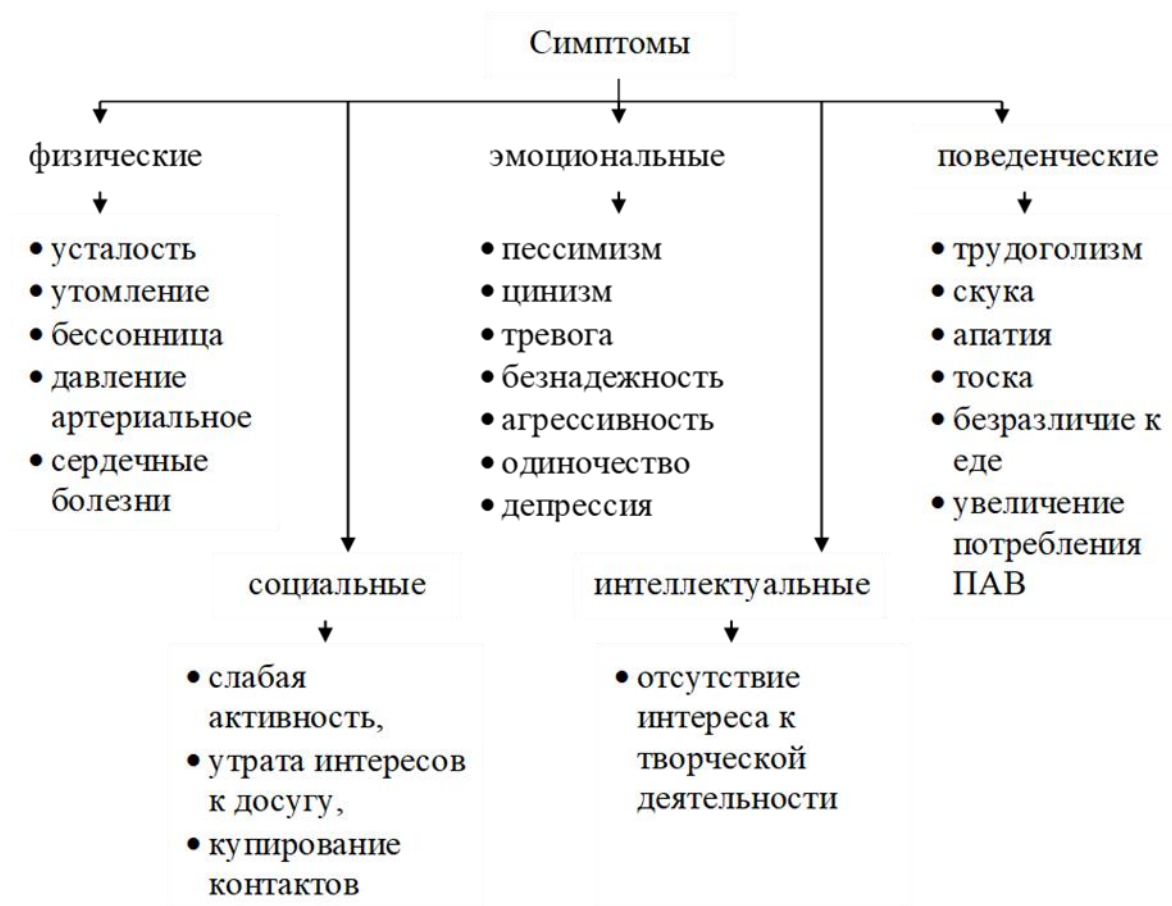 Симптомы
физические
• усталость
• утомление
• бессонница
• давление
артериальное
• сердечные
болезни
эмоциональные
• пессимизм
• цинизм
• тревога
• безнадежность
• агрессивность
• одиночество
• депрессия
поведенческие
• трудоголизм
• скука
• апатия
• тоска
• безразличие к
еде
• увеличение
потребления
ПАВ
социальные
• слабая
активность,
• утрата интересов
к досугу,
• купирование
контактов
интеллектуальные
• отсутствие
интереса к
творческой
деятельности